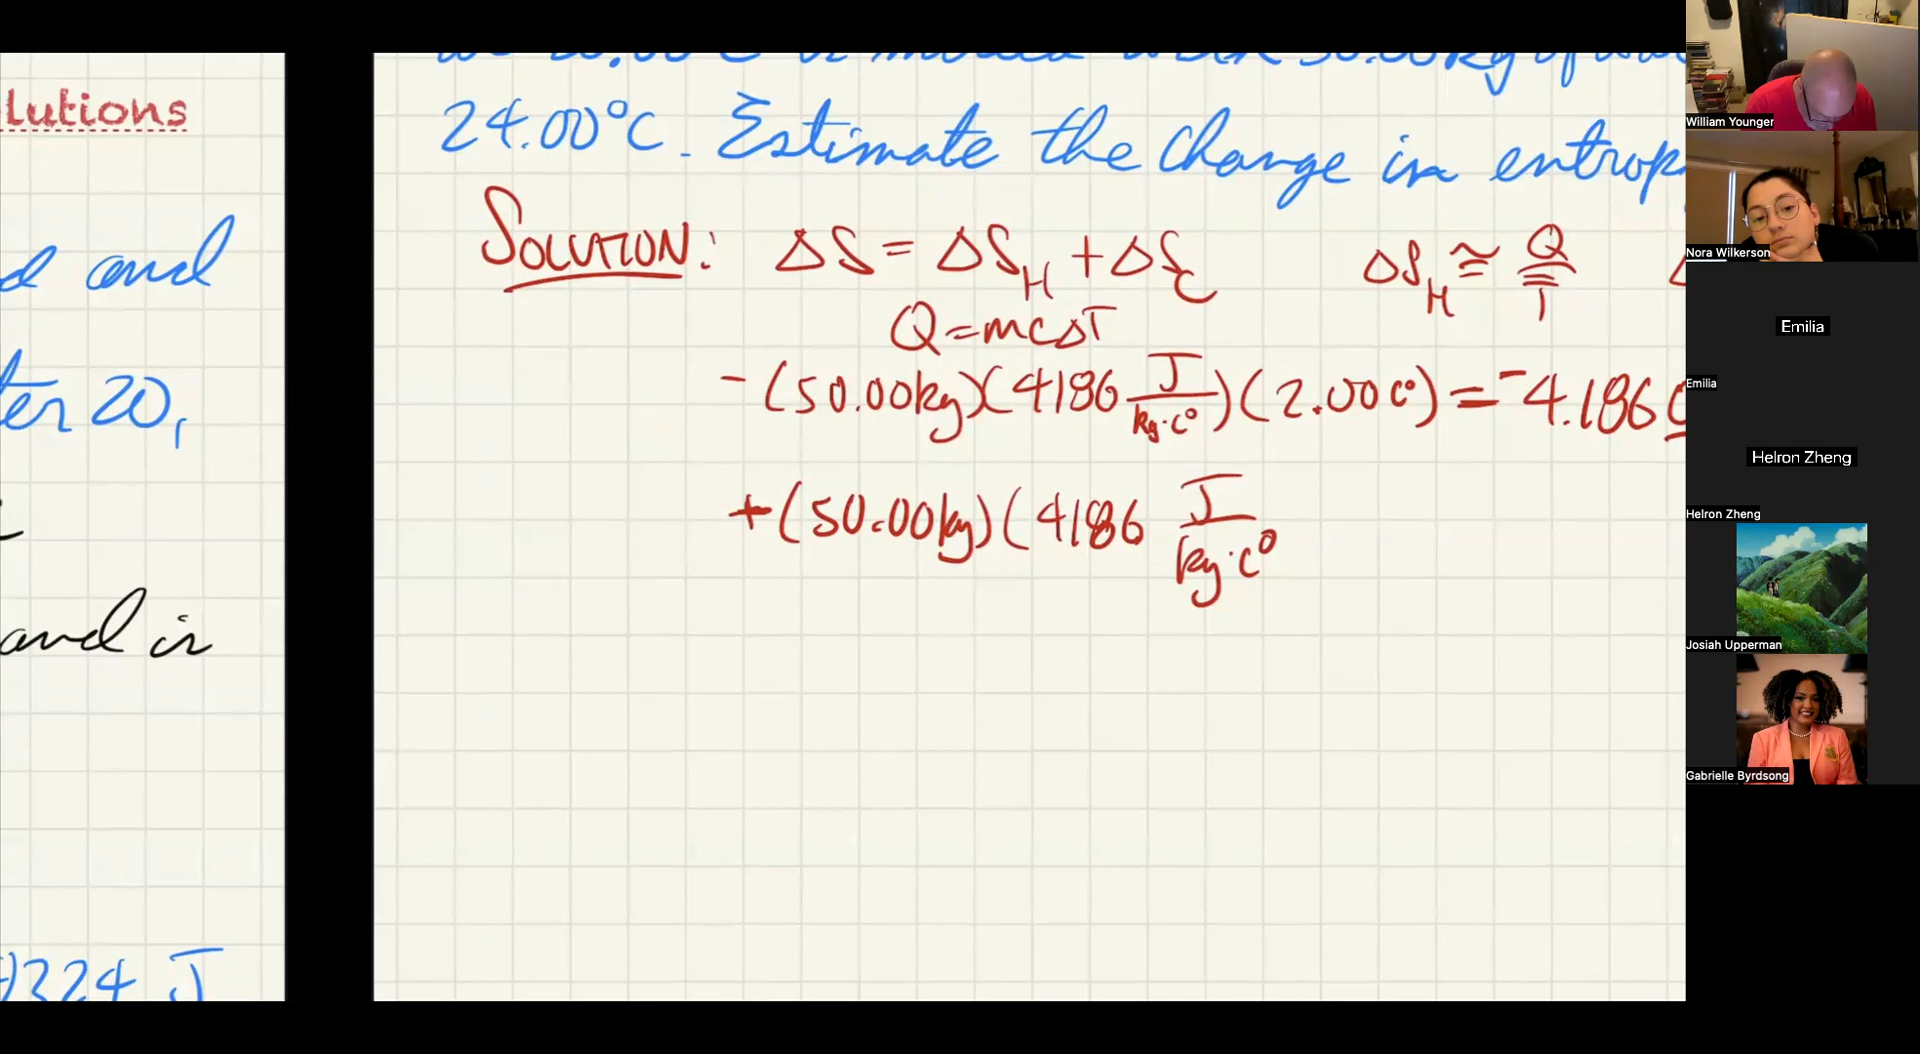 lutions
d and
ter 20,
and in
324 J
24.00°C. Estimate the change in entrop
SOLUTION: ΔS = ΔS_H + ΔS_C ΔS_H ≅ Q/T
Q = mcΔT
-(50.00kg)(4186 J/kg·C°)(2.00C°) = -4.186
+(50.00kg)(4186 J/kg·C°
William Younger
Nora Wilkerson
Emilia
Emilia
Helron Zheng
Helron Zheng
Josiah Upperman
Gabrielle Byrdsong